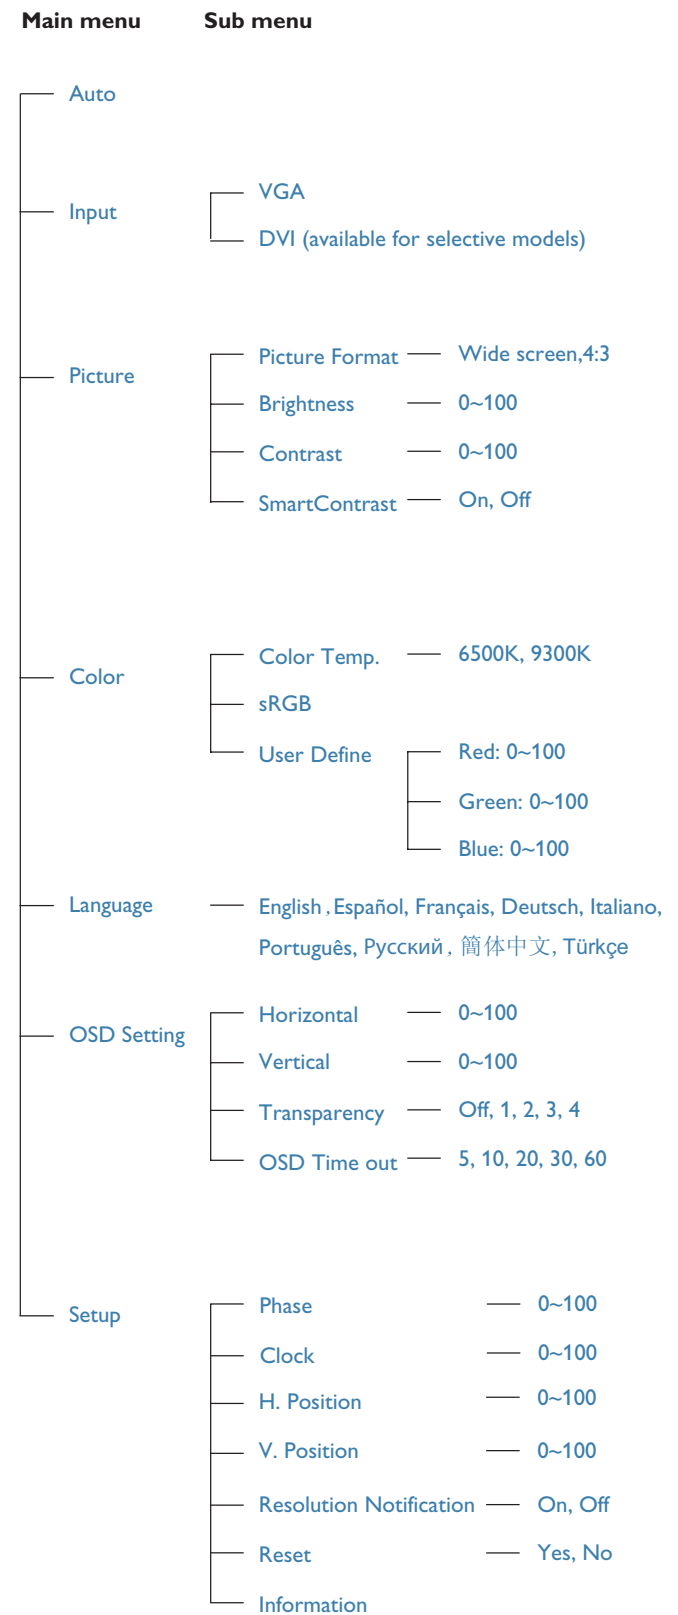 Main menu Sub menu
Auto
Input
VGA
DVI (available for selective models)
Picture
Picture Format Wide screen,4:3
Brightness 0~100
Contrast 0~100
SmartContrast On, Off
Color
Color Temp. 6500K, 9300K
sRGB
User Define Red: 0~100
Green: 0~100
Blue: 0~100
Language English, Español, Français, Deutsch, Italiano,
Português, Русский, 簡体中文, Türkçe
OSD Setting
Horizontal 0~100
Vertical 0~100
Transparency Off, 1, 2, 3, 4
OSD Time out 5, 10, 20, 30, 60
Setup
Phase 0~100
Clock 0~100
H. Position 0~100
V. Position 0~100
Resolution Notification On, Off
Reset Yes, No
Information